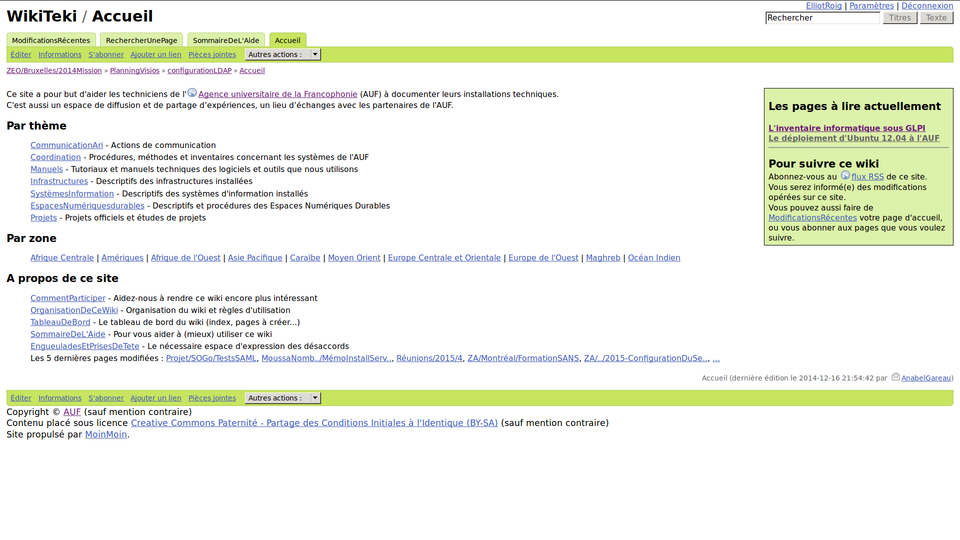 ElliotRoig | Paramètres | Déconnexion
WikiTeki / Accueil
Rechercher Titres Texte
ModificationsRécentes RechercherUnePage SommaireDeL'Aide Accueil
Editer Informations S'abonner Ajouter un lien Pièces jointes Autres actions :
ZEO/Bruxelles/2014Mission » PlanningVisios » configurationLDAP » Accueil
Ce site a pour but d'aider les techniciens de l'Agence universitaire de la Francophonie (AUF) à documenter leurs installations techniques.
C'est aussi un espace de diffusion et de partage d'expériences, un lieu d'échanges avec les partenaires de l'AUF.
Les pages à lire actuellement
L'inventaire informatique sous GLPI
Le déploiement d'Ubuntu 12.04 à l'AUF
Pour suivre ce wiki
Abonnez-vous au flux RSS de ce site.
Vous serez informé(e) des modifications
opérées sur ce site.
Vous pouvez aussi faire de
ModificationsRécentes votre page d'accueil,
ou vous abonner aux pages que vous voulez
suivre.
Par thème
CommunicationAri - Actions de communication
Coordination - Procédures, méthodes et inventaires concernant les systèmes de l'AUF
Manuels - Tutoriaux et manuels techniques des logiciels et outils que nous utilisons
Infrastructures - Descriptifs des infrastructures installées
SystèmesInformation - Descriptifs des systèmes d'information installés
EspacesNumériquesdurables - Descriptifs et procédures des Espaces Numériques Durables
Projets - Projets officiels et études de projets
Par zone
Afrique Centrale | Amériques | Afrique de l'Ouest | Asie Pacifique | Caraïbe | Moyen Orient | Europe Centrale et Orientale | Europe de l'Ouest | Maghreb | Océan Indien
A propos de ce site
CommentParticiper - Aidez-nous à rendre ce wiki encore plus intéressant
OrganisationDeCeWiki - Organisation du wiki et règles d'utilisation
TableauDeBord - Le tableau de bord du wiki (index, pages à créer...)
SommaireDeL'Aide - Pour vous aider à (mieux) utiliser ce wiki
EngueuladesEtPrisesDeTete - Le nécessaire espace d'expression des désaccords
Les 5 dernières pages modifiées : Projet/SOGo/TestsSAML, MoussaNomb../MémoInstallServ.., Réunions/2015/4, ZA/Montréal/FormationSANS, ZA/../2015-ConfigurationDuSe.., ...
Accueil (dernière édition le 2014-12-16 21:54:42 par AnabelGareau)
Editer Informations S'abonner Ajouter un lien Pièces jointes Autres actions :
Copyright © AUF (sauf mention contraire)
Contenu placé sous licence Creative Commons Paternité - Partage des Conditions Initiales à l'Identique (BY-SA) (sauf mention contraire)
Site propulsé par MoinMoin.